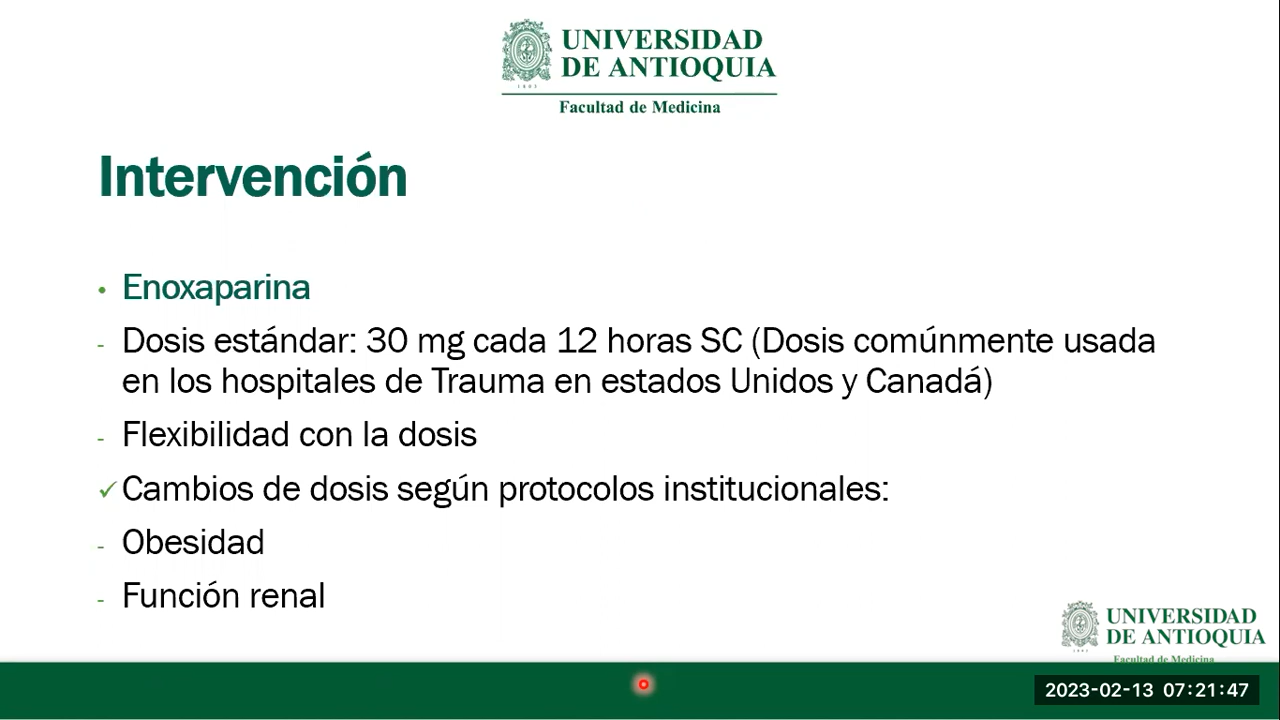 UNIVERSIDAD
DE ANTIOQUIA
1803
Facultad de Medicina
Intervención
• Enoxaparina
- Dosis estándar: 30 mg cada 12 horas SC (Dosis comúnmente usada
en los hospitales de Trauma en estados Unidos y Canadá)
- Flexibilidad con la dosis
✓ Cambios de dosis según protocolos institucionales:
- Obesidad
- Función renal
UNIVERSIDAD
DE ANTIOQUIA
1803
Facultad de Medicina
2023-02-13 07:21:47